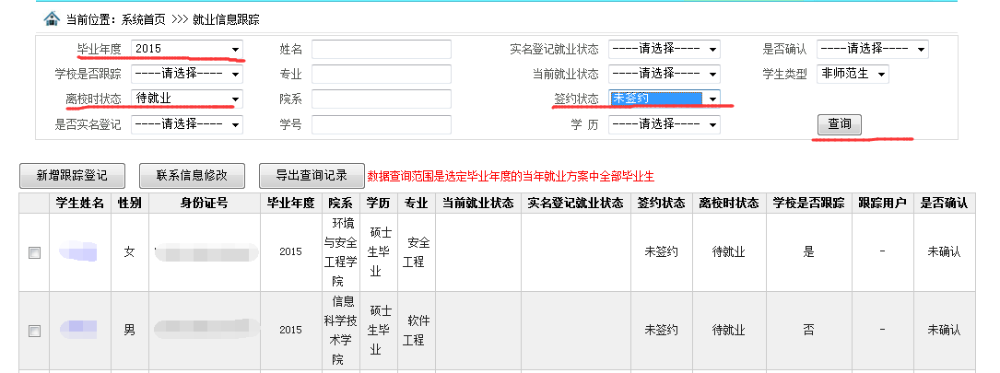 当前位置：系统首页 >>> 就业信息跟踪
毕业年度 2015 姓名 实名登记就业状态 ----请选择---- 是否确认 ----请选择----
学校是否跟踪 ----请选择---- 专业 当前就业状态 ----请选择---- 学生类型 非师范生
离校时状态 待就业 院系 签约状态 未签约
是否实名登记 ----请选择---- 学号 学 历 ----请选择---- 查询
新增跟踪登记 联系信息修改 导出查询记录 数据查询范围是选定毕业年度的当年就业方案中全部毕业生
学生姓名 性别 身份证号 毕业年度 院系 学历 专业 当前就业状态 实名登记就业状态 签约状态 离校时状态 学校是否跟踪 跟踪用户 是否确认
女 2015 环境与安全工程学院 硕士生毕业 安全工程 未签约 待就业 是 - 未确认
男 2015 信息科学技术学院 硕士生毕业 软件工程 未签约 待就业 否 - 未确认